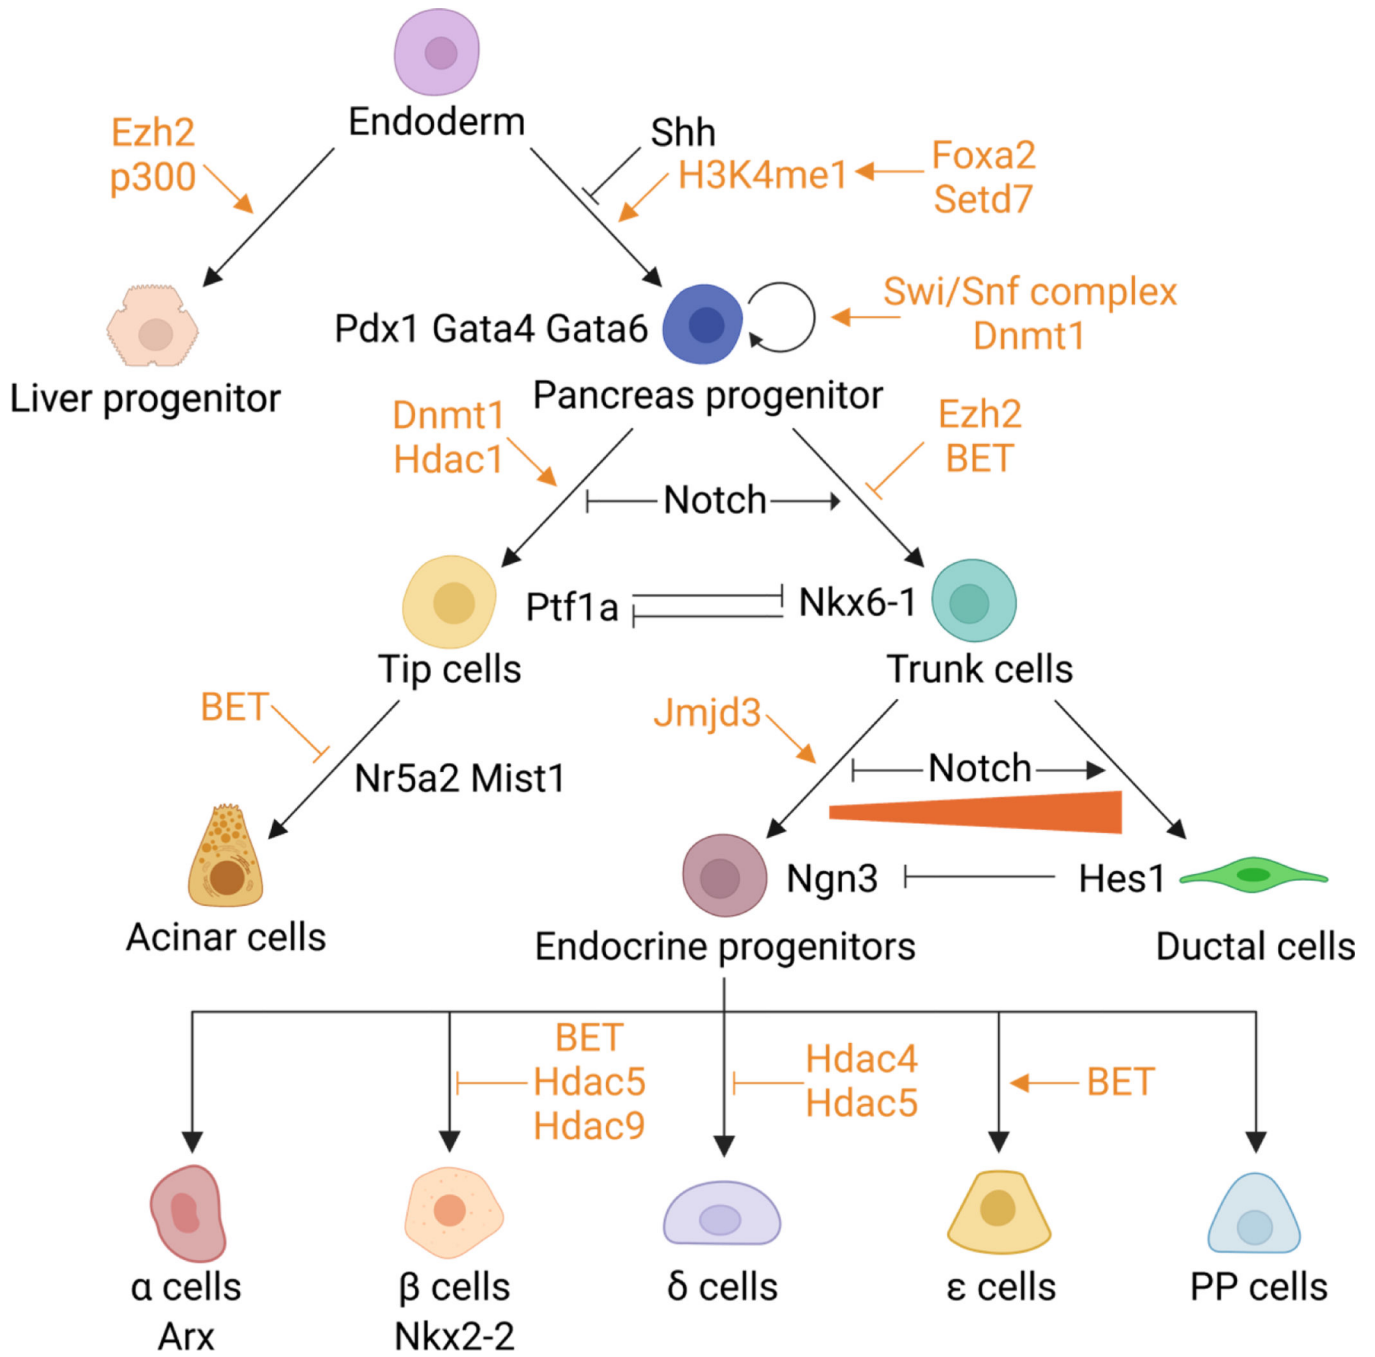 Endoderm
Ezh2
p300
Shh
H3K4me1
Foxa2
Setd7
Pdx1 Gata4 Gata6
Swi/Snf complex
Dnmt1
Liver progenitor
Pancreas progenitor
Dnmt1
Hdac1
Ezh2
BET
Notch
Ptf1a
Nkx6-1
Tip cells
Trunk cells
BET
Jmjd3
Nr5a2 Mist1
Notch
Ngn3
Hes1
Acinar cells
Endocrine progenitors
Ductal cells
BET
Hdac5
Hdac9
Hdac4
Hdac5
BET
α cells
Arx
β cells
Nkx2-2
δ cells
ε cells
PP cells